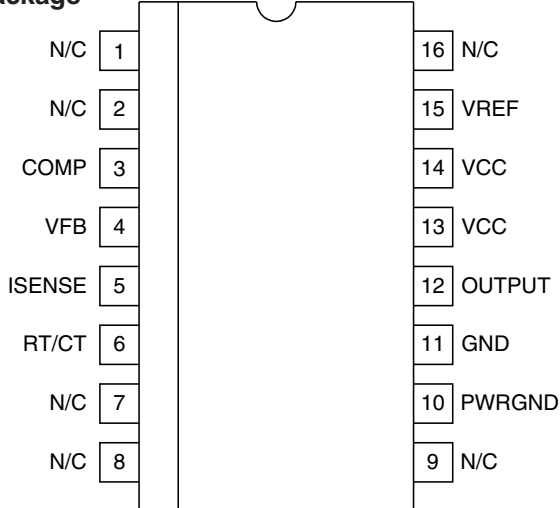 N/C 1
N/C 2
COMP 3
VFB 4
ISENSE 5
RT/CT 6
N/C 7
N/C 8
16 N/C
15 VREF
14 VCC
13 VCC
12 OUTPUT
11 GND
10 PWRGND
9 N/C